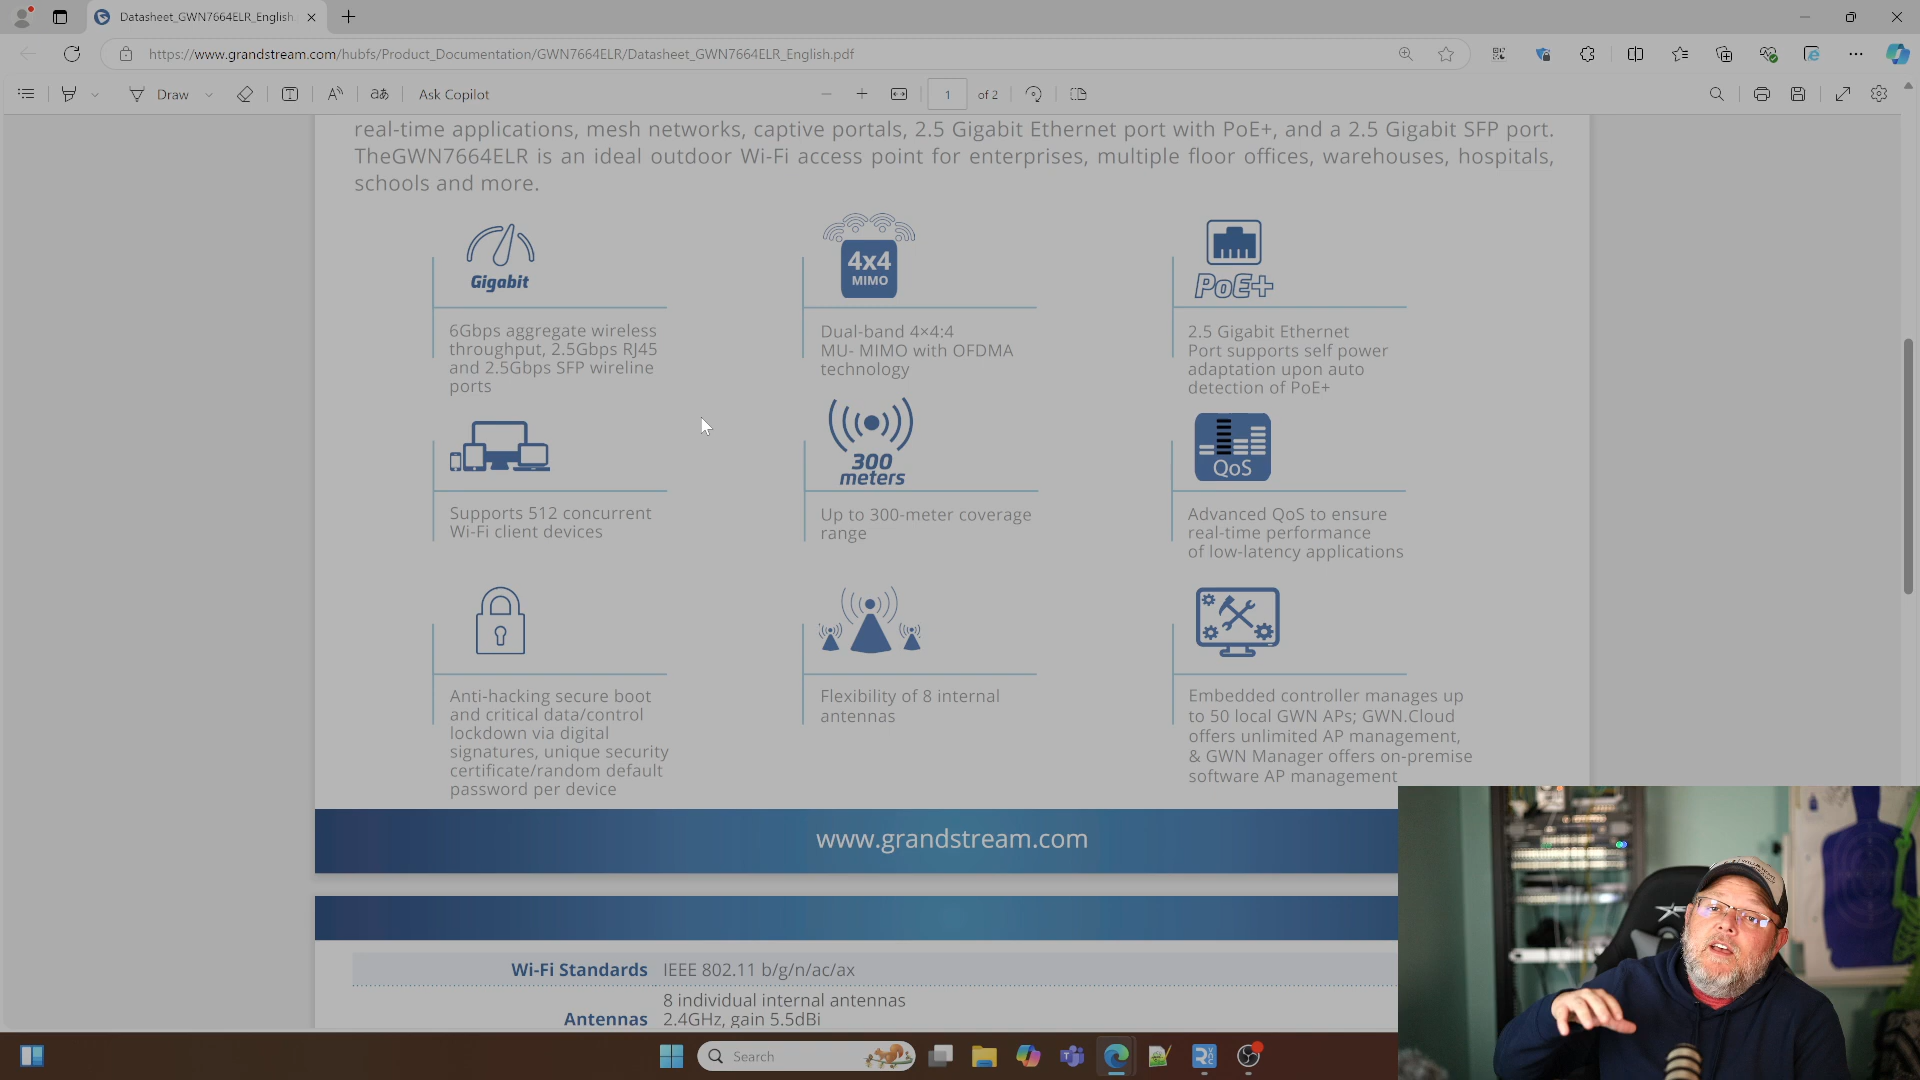 Datasheet_GWN7664ELR_English
https://www.grandstream.com/hubfs/Product_Documentation/GWN7664ELR/Datasheet_GWN7664ELR_English.pdf
Draw
aあ
Ask Copilot
1
of 2
real-time applications, mesh networks, captive portals, 2.5 Gigabit Ethernet port with PoE+, and a 2.5 Gigabit SFP port.
TheGWN7664ELR is an ideal outdoor Wi-Fi access point for enterprises, multiple floor offices, warehouses, hospitals,
schools and more.
Gigabit
6Gbps aggregate wireless
throughput, 2.5Gbps RJ45
and 2.5Gbps SFP wireline
ports
4x4
MIMO
Dual-band 4×4:4
MU- MIMO with OFDMA
technology
PoE+
2.5 Gigabit Ethernet
Port supports self power
adaptation upon auto
detection of PoE+
Supports 512 concurrent
Wi-Fi client devices
300
meters
Up to 300-meter coverage
range
QoS
Advanced QoS to ensure
real-time performance
of low-latency applications
Anti-hacking secure boot
and critical data/control
lockdown via digital
signatures, unique security
certificate/random default
password per device
Flexibility of 8 internal
antennas
Embedded controller manages up
to 50 local GWN APs; GWN.Cloud
offers unlimited AP management,
& GWN Manager offers on-premise
software AP management
www.grandstream.com
Wi-Fi Standards IEEE 802.11 b/g/n/ac/ax
8 individual internal antennas
Antennas 2.4GHz, gain 5.5dBi
Search